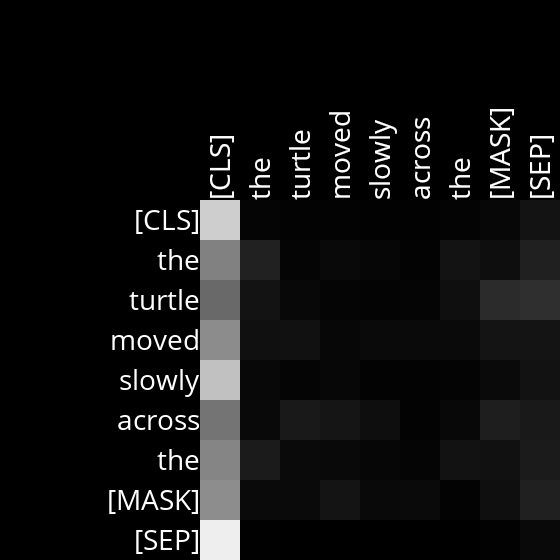 [CLS] the turtle moved slowly across the [MASK] [SEP]
[CLS]
the
turtle
moved
slowly
across
the
[MASK]
[SEP]